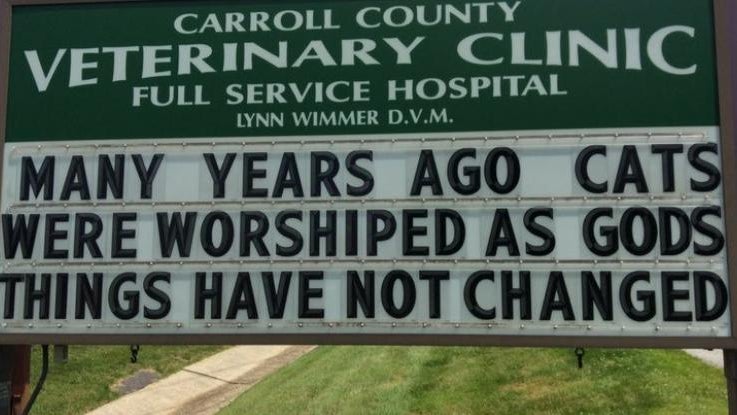 CARROLL COUNTY
VETERINARY CLINIC
FULL SERVICE HOSPITAL
LYNN WIMMER D.V.M.
MANY YEARS AGO CATS
WERE WORSHIPED AS GODS
THINGS HAVE NOT CHANGED